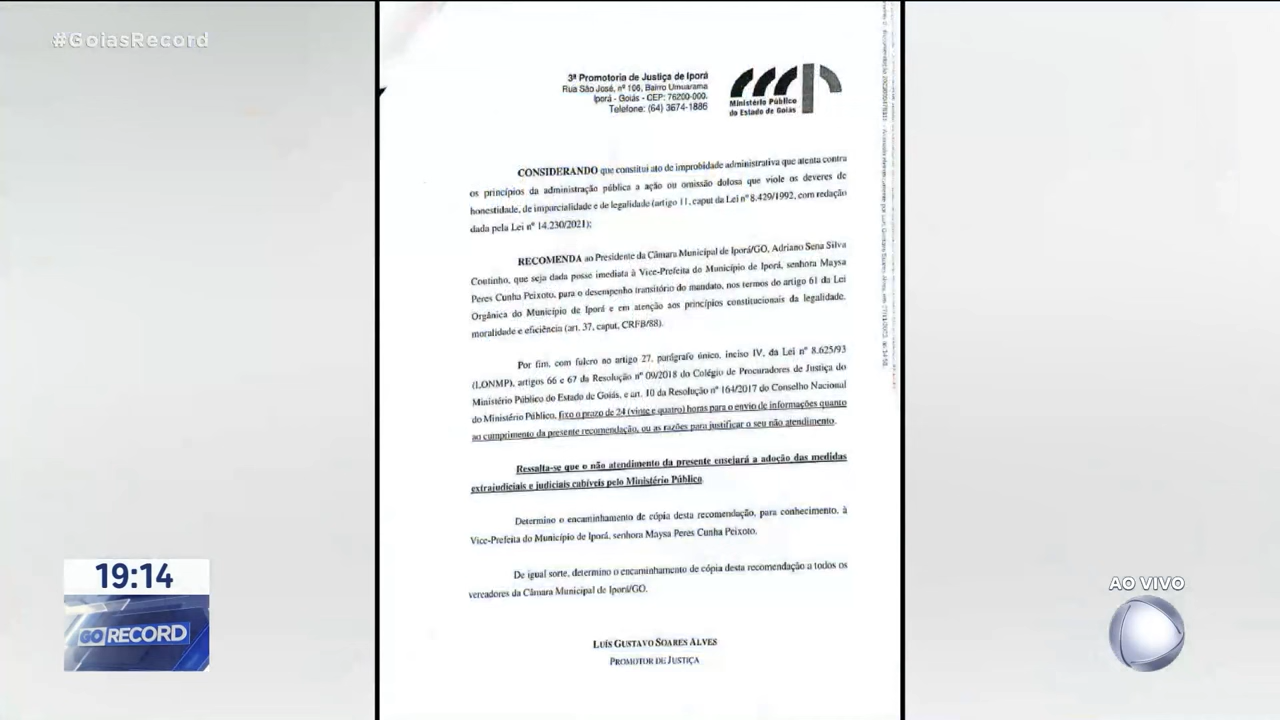 #GoiasRecord
3ª Promotoria de Justiça de Iporá
Rua São José, nº 106, Bairro Umuarama
Iporá - Goiás - CEP: 76200-000.
Telefone: (64) 3674-1886
Ministério Público
do Estado de Goiás
CONSIDERANDO que constitui ato de improbidade administrativa que atenta contra
os princípios da administração pública a ação ou omissão dolosa que viole os deveres de
honestidade, de imparcialidade e de legalidade (artigo 11, caput da Lei nº 8.429/1992, com redação
dada pela Lei nº 14.230/2021);
RECOMENDA ao Presidente da Câmara Municipal de Iporá/GO, Adriano Sena Silva
Coutinho, que seja dada posse imediata à Vice-Prefeita do Município de Iporá, senhora Maysa
Peres Cunha Peixoto, para o desempenho transitório do mandato, nos termos do artigo 61 da Lei
Orgânica do Município de Iporá e em atenção aos princípios constitucionais da legalidade,
moralidade e eficiência (art. 37, caput, CRFB/88).
Por fim, com fulcro no artigo 27, parágrafo único, inciso IV, da Lei nº 8.625/93
(LONMP), artigos 66 e 67 da Resolução nº 09/2018 do Colégio de Procuradores de Justiça do
Ministério Público do Estado de Goiás, e art. 10 da Resolução nº 164/2017 do Conselho Nacional
do Ministério Público, fixo o prazo de 24 (vinte e quatro) horas para o envio de informações quanto
ao cumprimento da presente recomendação, ou as razões para justificar o seu não atendimento.
Ressalta-se que o não atendimento da presente ensejará a adoção das medidas
extrajudiciais e judiciais cabíveis pelo Ministério Público.
Determino o encaminhamento de cópia desta recomendação, para conhecimento, à
Vice-Prefeita do Município de Iporá, senhora Maysa Peres Cunha Peixoto.
De igual sorte, determino o encaminhamento de cópia desta recomendação a todos os
vereadores da Câmara Municipal de Iporá/GO.
LUÍS GUSTAVO SOARES ALVES
PROMOTOR DE JUSTIÇA
19:14
GO RECORD
AO VIVO